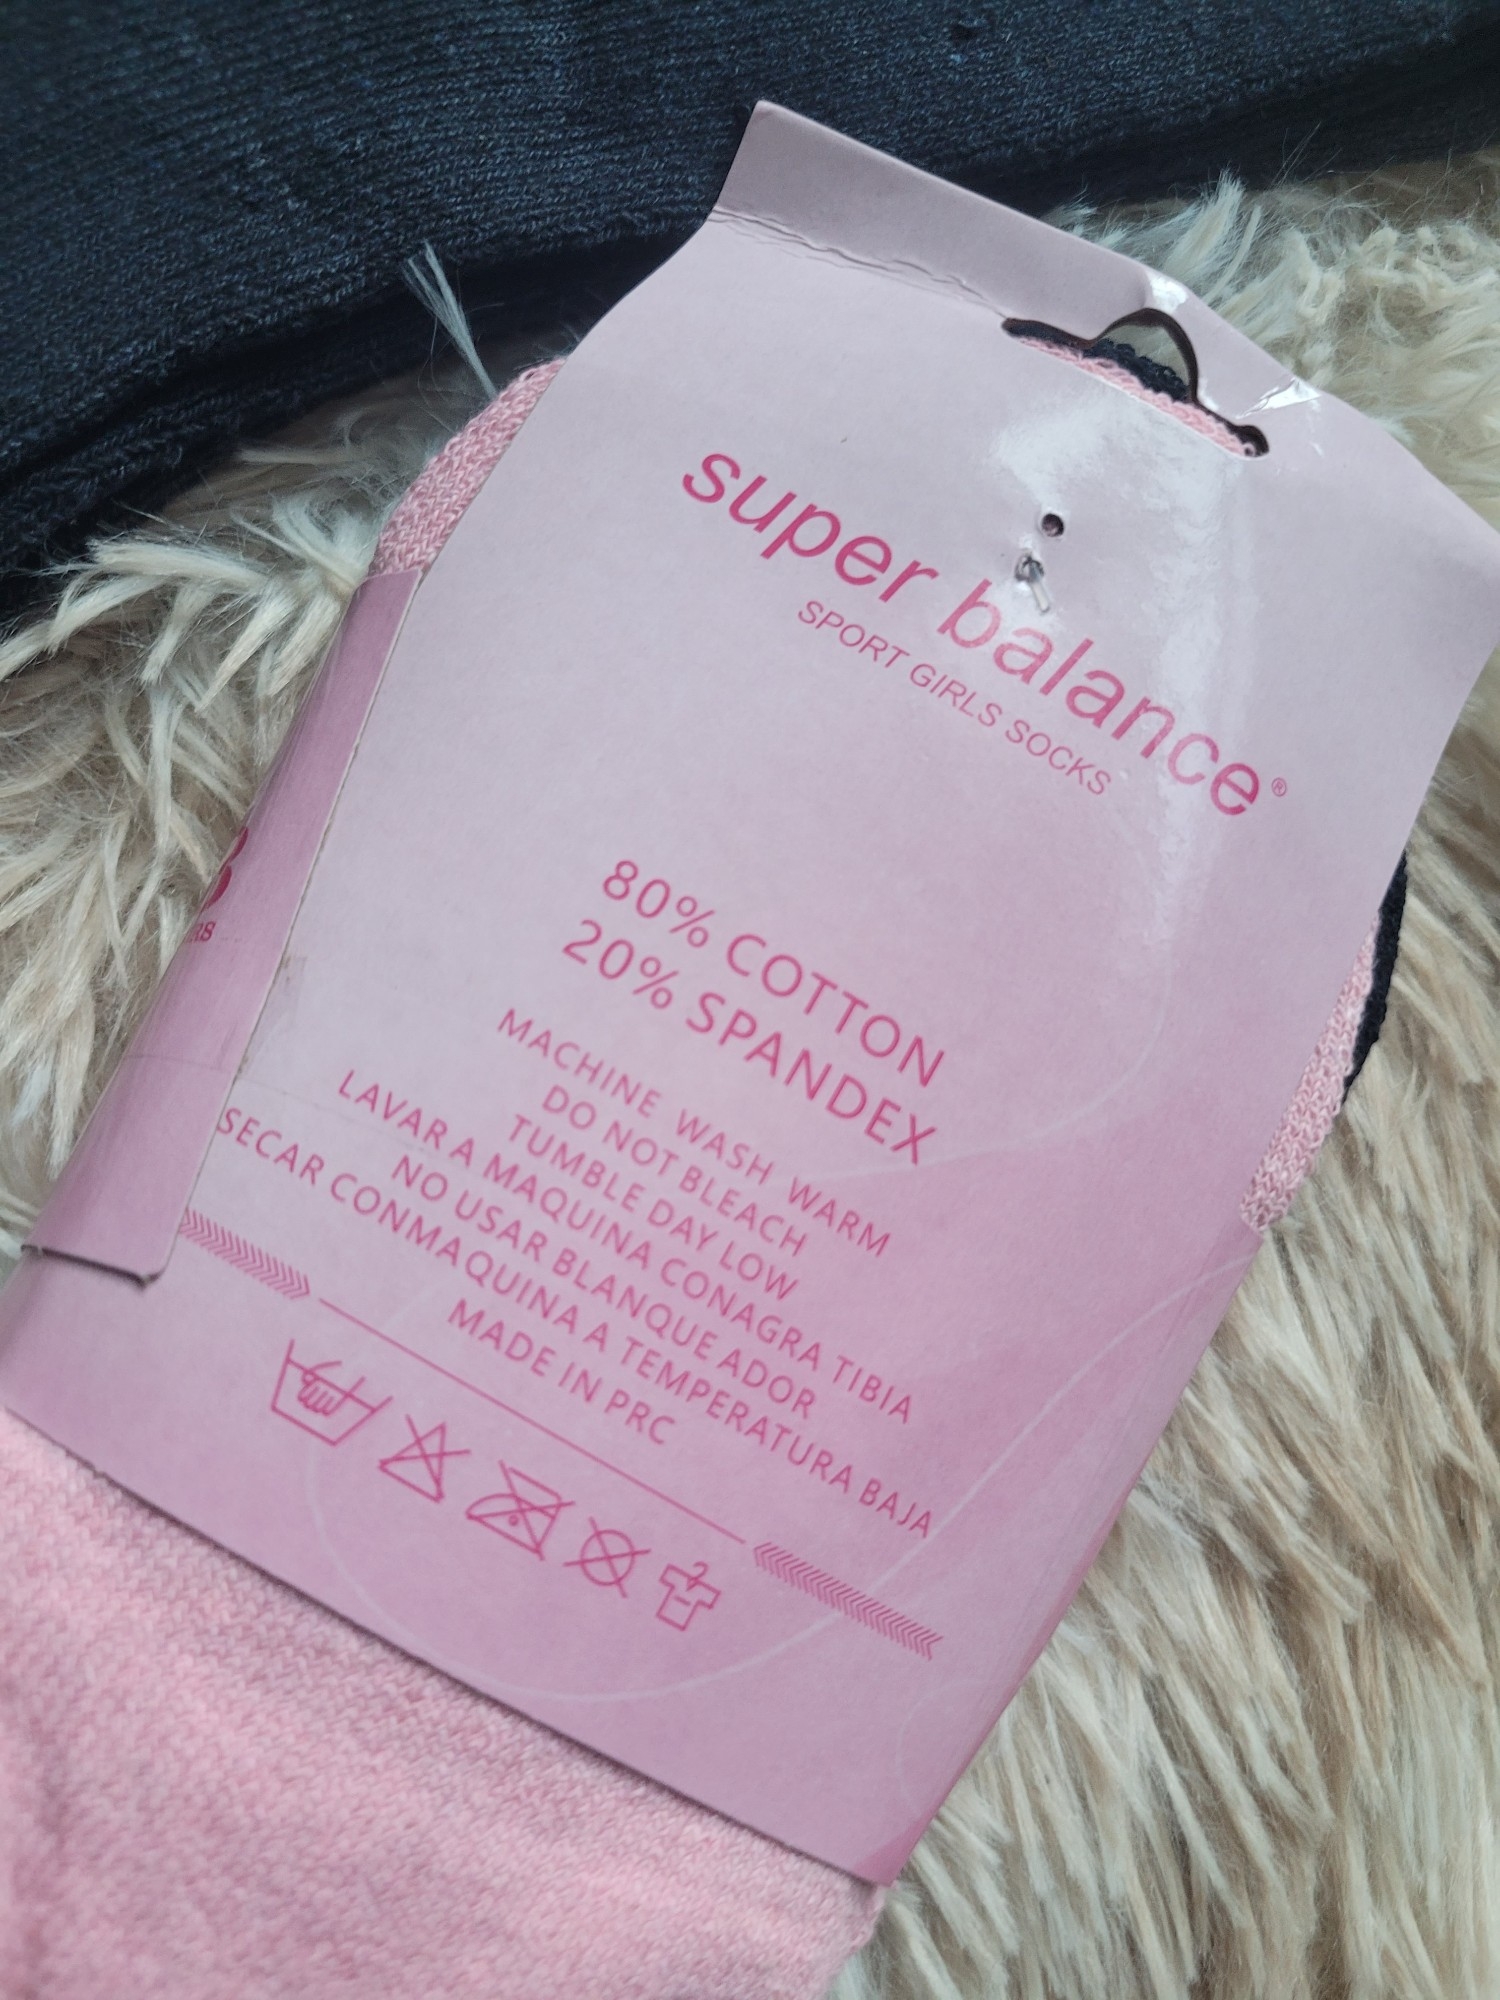 super balance®
SPORT GIRLS SOCKS
80% COTTON
20% SPANDEX
MACHINE WASH WARM
DO NOT BLEACH
TUMBLE DAY LOW
LAVAR A MAQUINA CONAGRA TIBIA
NO USAR BLANQUE ADOR
SECAR CONMAQUINA A TEMPERATURA BAJA
MADE IN PRC